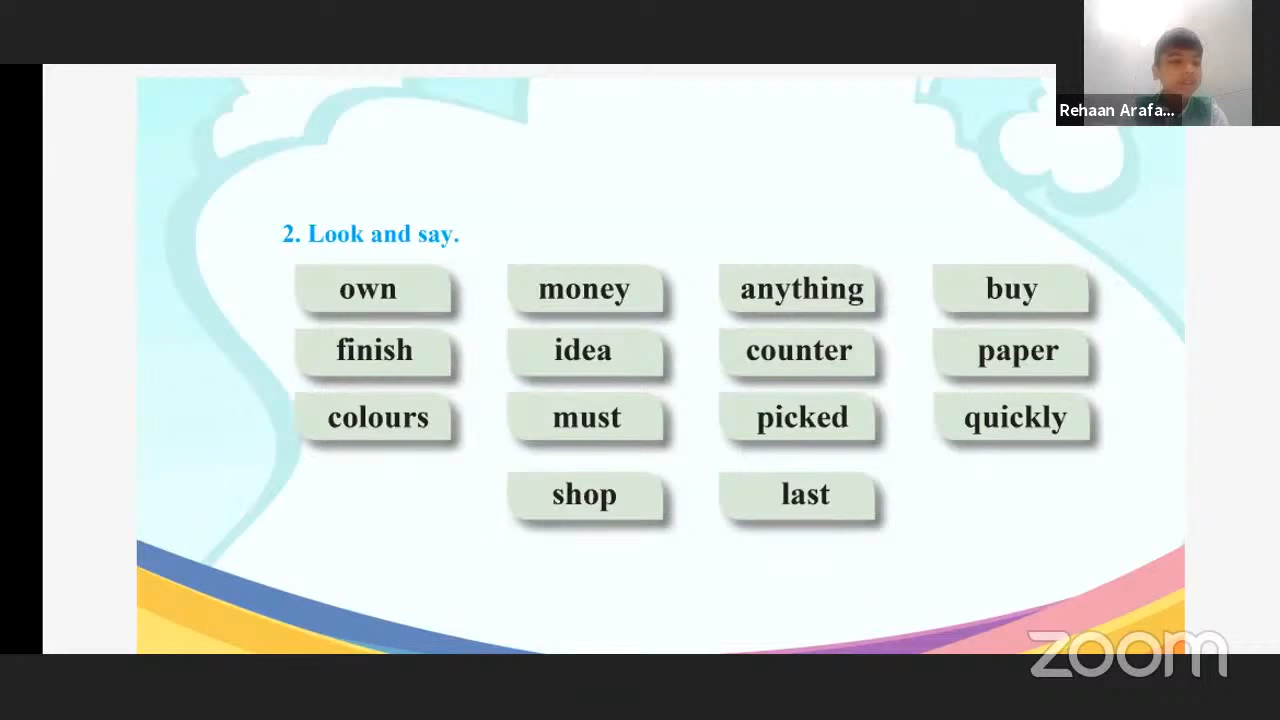 Rehaan Arafa...
2. Look and say.
own money anything buy
finish idea counter paper
colours must picked quickly
shop last
zoom